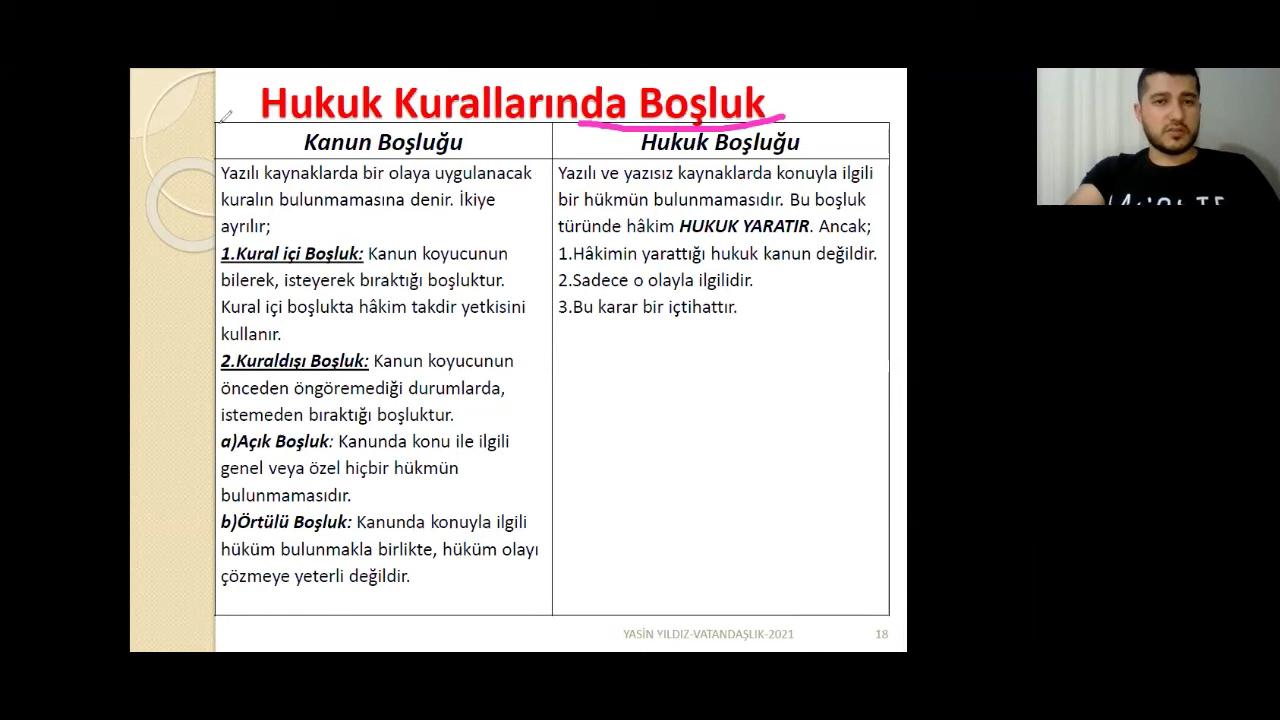 Hukuk Kurallarında Boşluk
Kanun Boşluğu
Yazılı kaynaklarda bir olaya uygulanacak
kuralın bulunmamasına denir. İkiye
ayrılır;
1.Kural içi Boşluk: Kanun koyucunun
bilerek, isteyerek bıraktığı boşluktur.
Kural içi boşlukta hâkim takdir yetkisini
kullanır.
2.Kuraldışı Boşluk: Kanun koyucunun
önceden öngöremediği durumlarda,
istemeden bıraktığı boşluktur.
a)Açık Boşluk: Kanunda konu ile ilgili
genel veya özel hiçbir hükmün
bulunmamasıdır.
b)Örtülü Boşluk: Kanunda konuyla ilgili
hüküm bulunmakla birlikte, hüküm olayı
çözmeye yeterli değildir.
Hukuk Boşluğu
Yazılı ve yazısız kaynaklarda konuyla ilgili
bir hükmün bulunmamasıdır. Bu boşluk
türünde hâkim HUKUK YARATIR. Ancak;
1.Hâkimin yarattığı hukuk kanun değildir.
2.Sadece o olayla ilgilidir.
3.Bu karar bir içtihattır.
YASİN YILDIZ-VATANDAŞLIK-2021
18